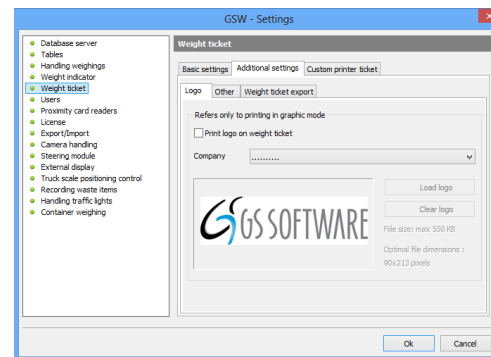 GSW - Settings
Database server
Tables
Handling weighings
Weight indicator
Weight ticket
Users
Proximity card readers
License
Export/Import
Camera handling
Steering module
External display
Truck scale positioning control
Recording waste items
Handling traffic lights
Container weighing
Weight ticket
Basic settings Additional settings Custom printer ticket
Logo Other Weight ticket export
Refers only to printing in graphic mode
Print logo on weight ticket
Company ..........
GS SOFTWARE
Load logo
Clear logo
File size: max 500 KB
Optimal file dimensions :
90x213 pixels
Ok Cancel